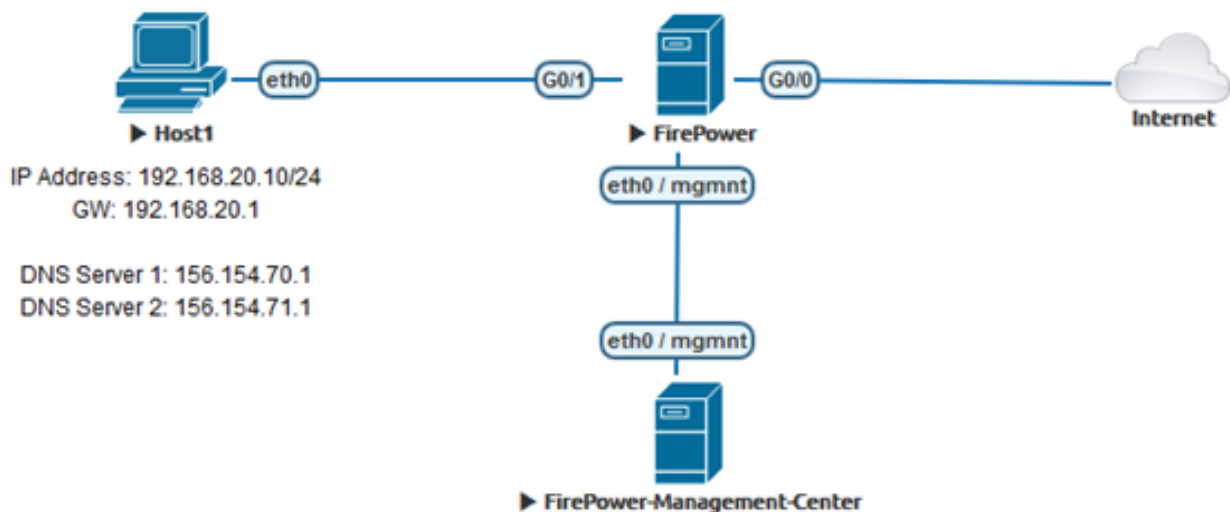 eth0
G0/1
G0/0
Host1
FirePower
Internet
IP Address: 192.168.20.10/24
GW: 192.168.20.1
DNS Server 1: 156.154.70.1
DNS Server 2: 156.154.71.1
eth0 / mgmnt
eth0 / mgmnt
FirePower-Management-Center